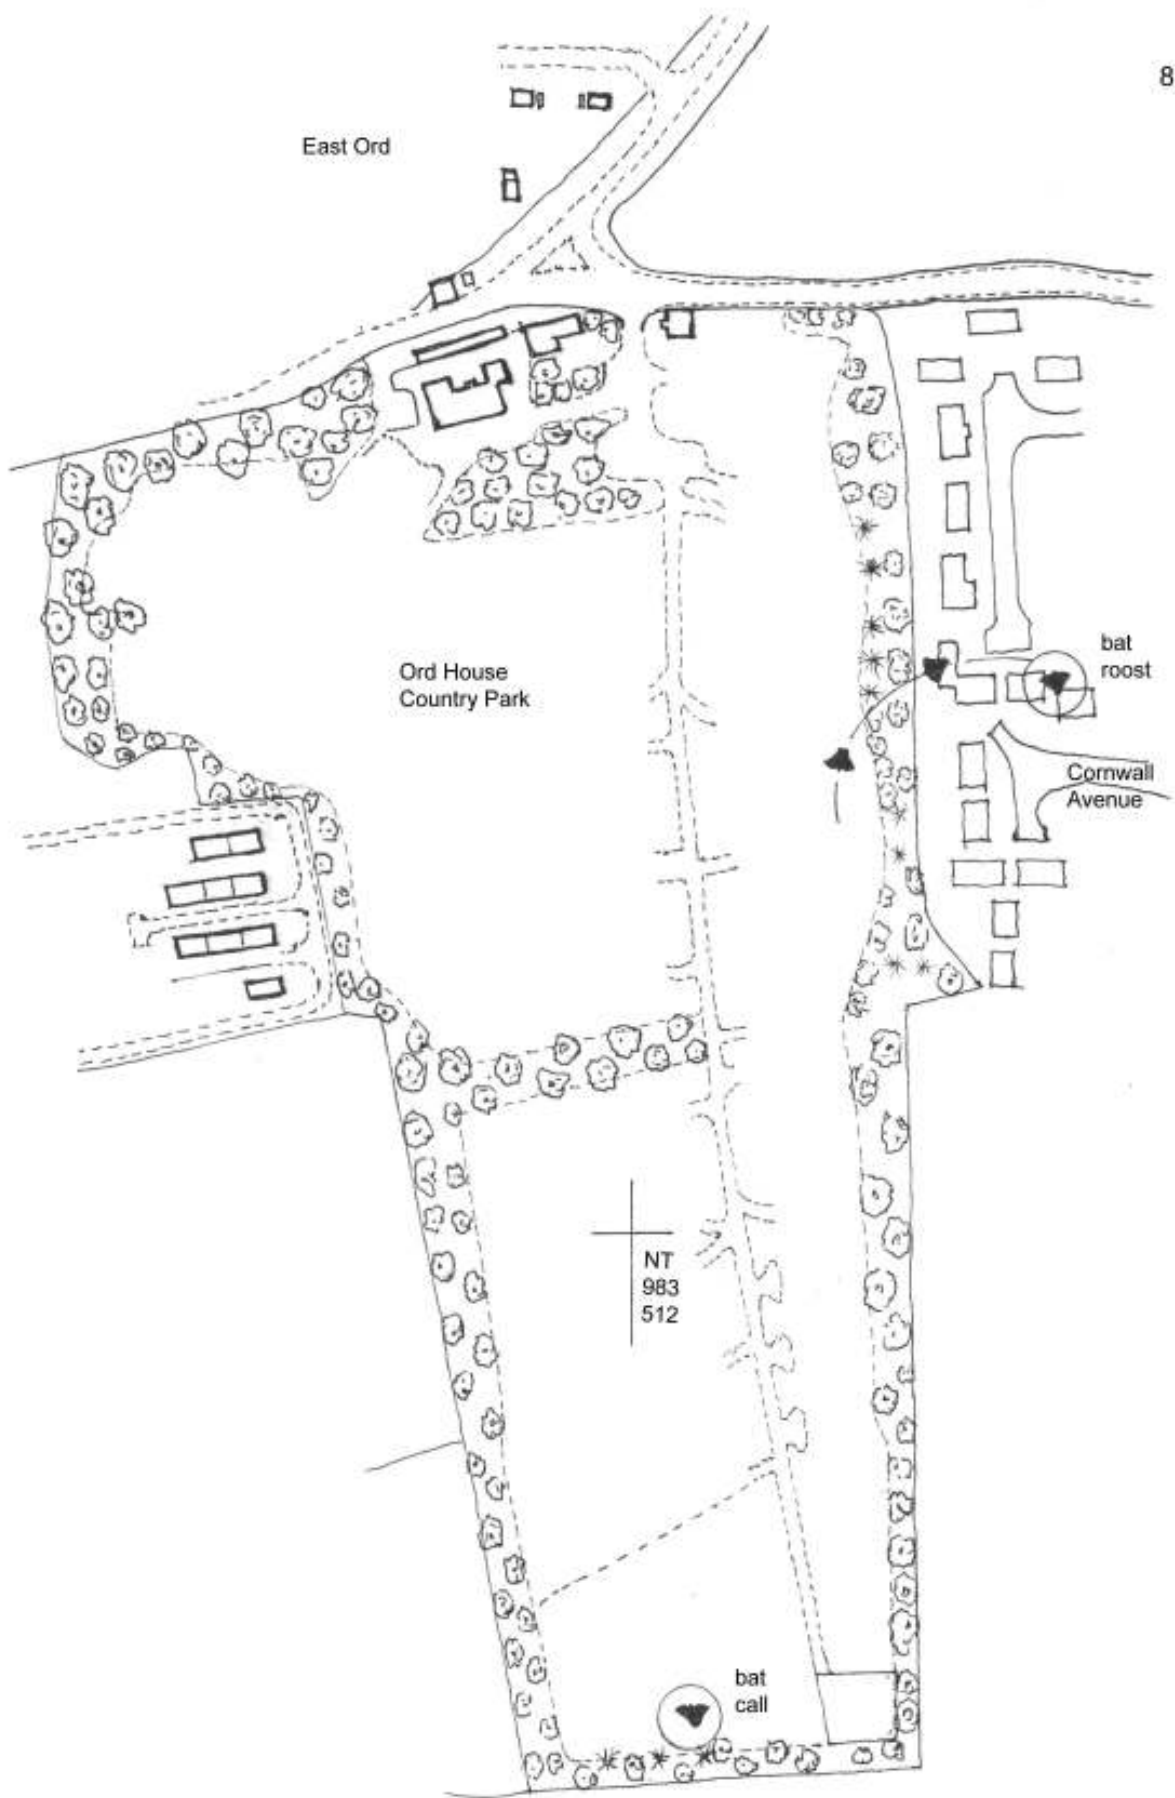 8
East Ord
bat
roost
Ord House
Country Park
Cornwall
Avenue
NT
983
512
bat
call